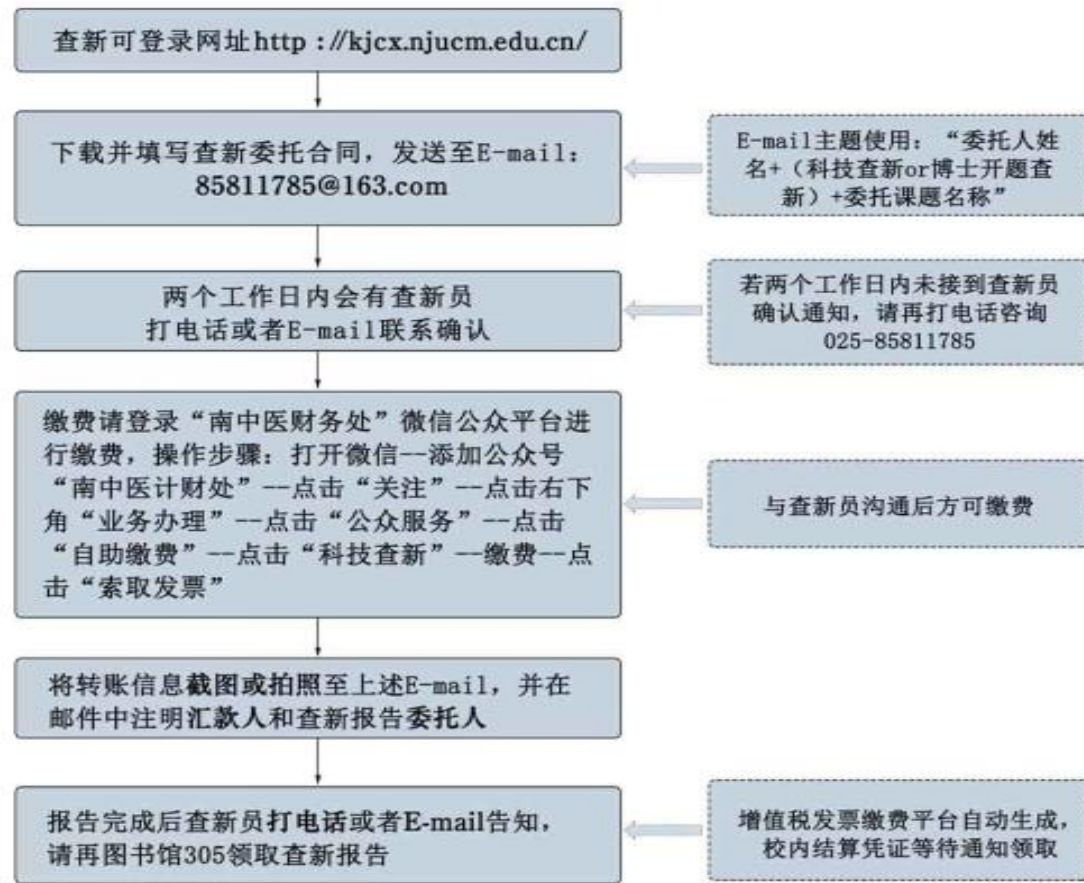 查新可登录网址http://kjcx.njucm.edu.cn/
下载并填写查新委托合同，发送至E-mail：
85811785@163.com
E-mail主题使用：“委托人姓
名+（科技查新or博士开题查
新）+委托课题名称”
两个工作日内会有查新员
打电话或者E-mail联系确认
若两个工作日内未接到查新员
确认通知，请再打电话咨询
025-85811785
缴费请登录“南中医财务处”微信公众平台进
行缴费，操作步骤：打开微信--添加公众号
“南中医计财处”--点击“关注”--点击右下
角“业务办理”--点击“公众服务”--点击
“自助缴费”--点击“科技查新”--缴费--点
击“索取发票”
与查新员沟通后方可缴费
将转账信息截图或拍照至上述E-mail，并在
邮件中注明汇款人和查新报告委托人
报告完成后查新员打电话或者E-mail告知，
请再图书馆305领取查新报告
增值税发票缴费平台自动生成，
校内结算凭证等待通知领取